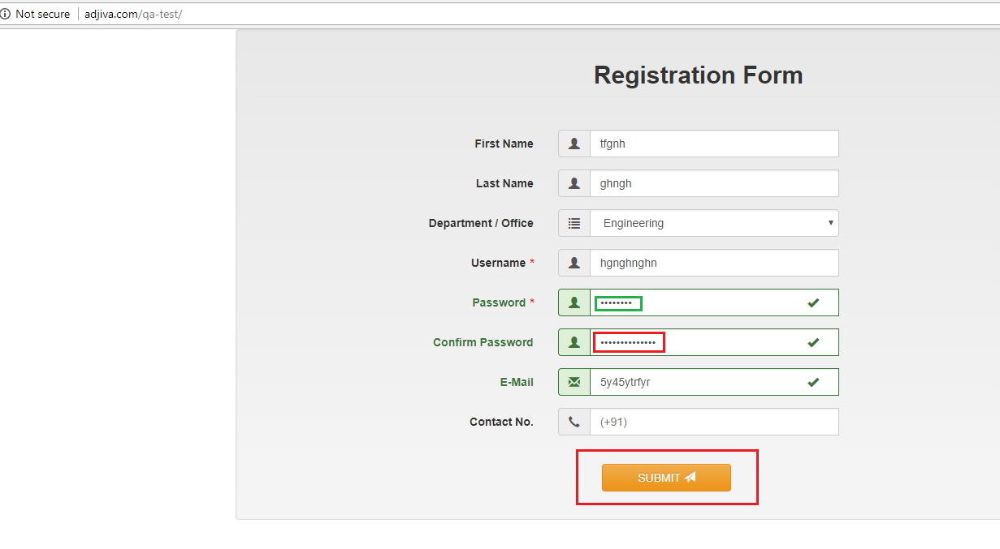 Not secure | adjiva.com/qa-test/
Registration Form
First Name tfgnh
Last Name ghngh
Department / Office Engineering
Username * hgnghnghn
Password * ••••••••
Confirm Password ••••••••••••••
E-Mail 5y45ytrfyr
Contact No. (+91)
SUBMIT